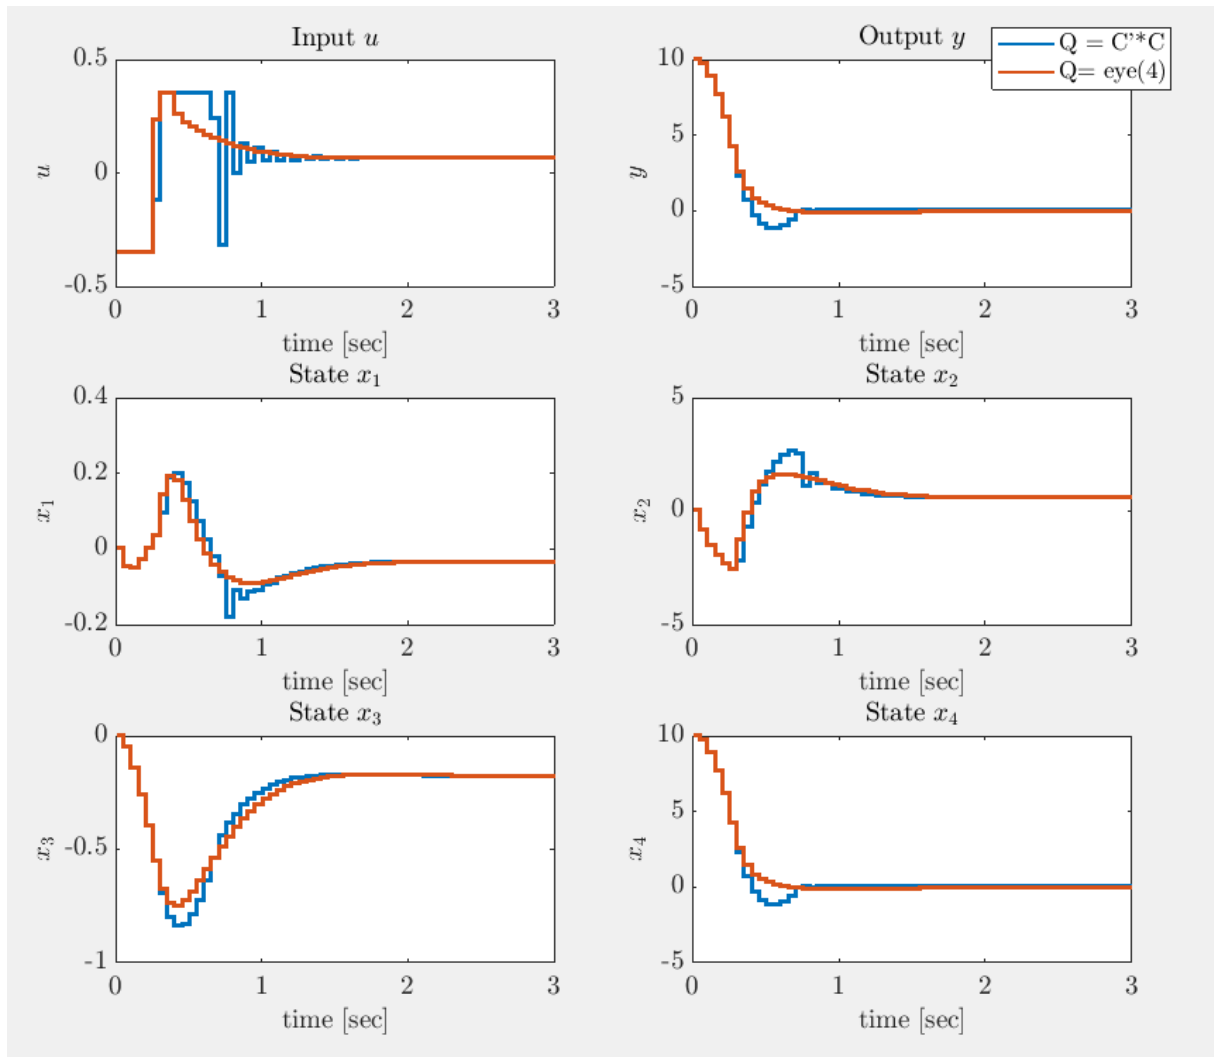 Input u
0.5
0
-0.5
u
0 1 2 3
time [sec]
Output y
Q = C'*C
Q= eye(4)
10
5
0
-5
y
0 1 2 3
time [sec]
State x1
0.4
0.2
0
-0.2
x1
0 1 2 3
time [sec]
State x2
5
0
-5
x2
0 1 2 3
time [sec]
State x3
0
-0.5
-1
x3
0 1 2 3
time [sec]
State x4
10
5
0
-5
x4
0 1 2 3
time [sec]